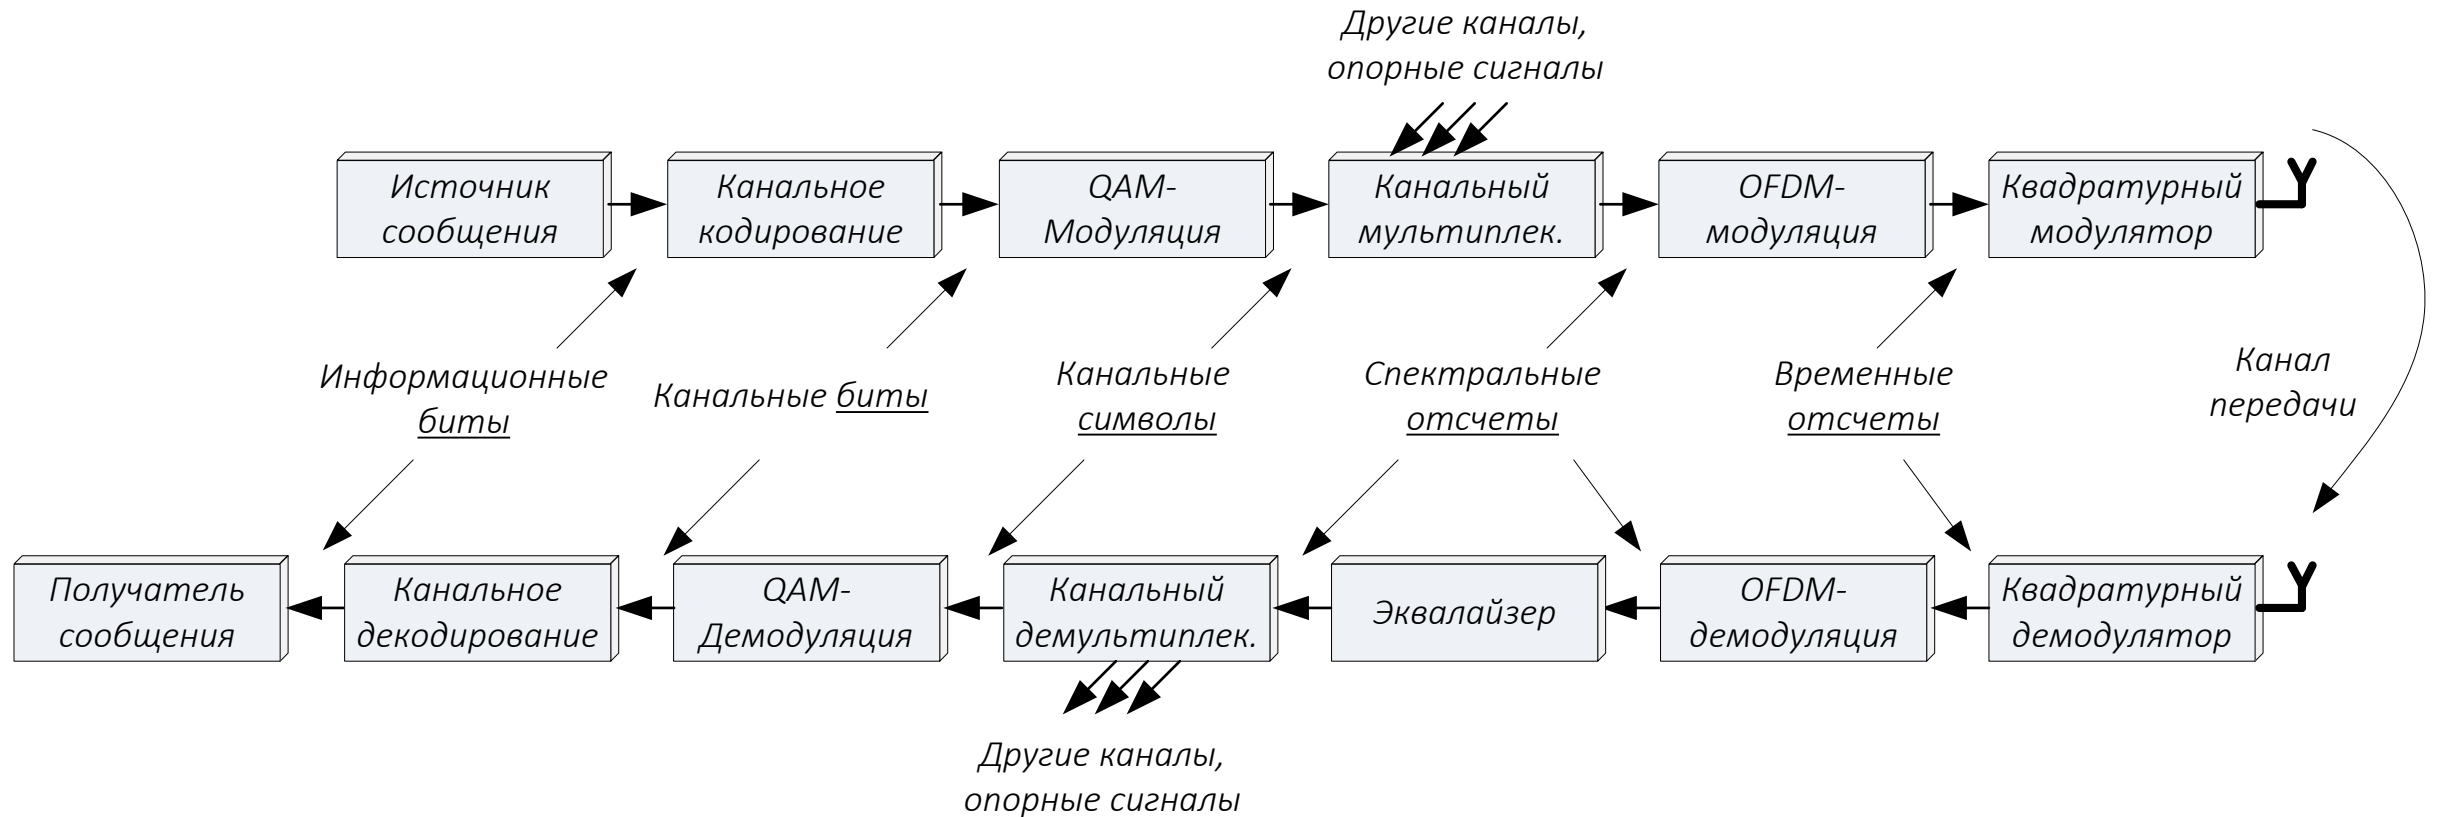 Другие каналы,
опорные сигналы
Источник
сообщения
Канальное
кодирование
QAM-
Модуляция
Канальный
мультиплек.
OFDM-
модуляция
Квадратурный
модулятор
Информационные
биты
Канальные биты
Канальные
символы
Спектральные
отсчеты
Временные
отсчеты
Канал
передачи
Получатель
сообщения
Канальное
декодирование
QAM-
Демодуляция
Канальный
демультиплек.
Эквалайзер
OFDM-
демодуляция
Квадратурный
демодулятор
Другие каналы,
опорные сигналы